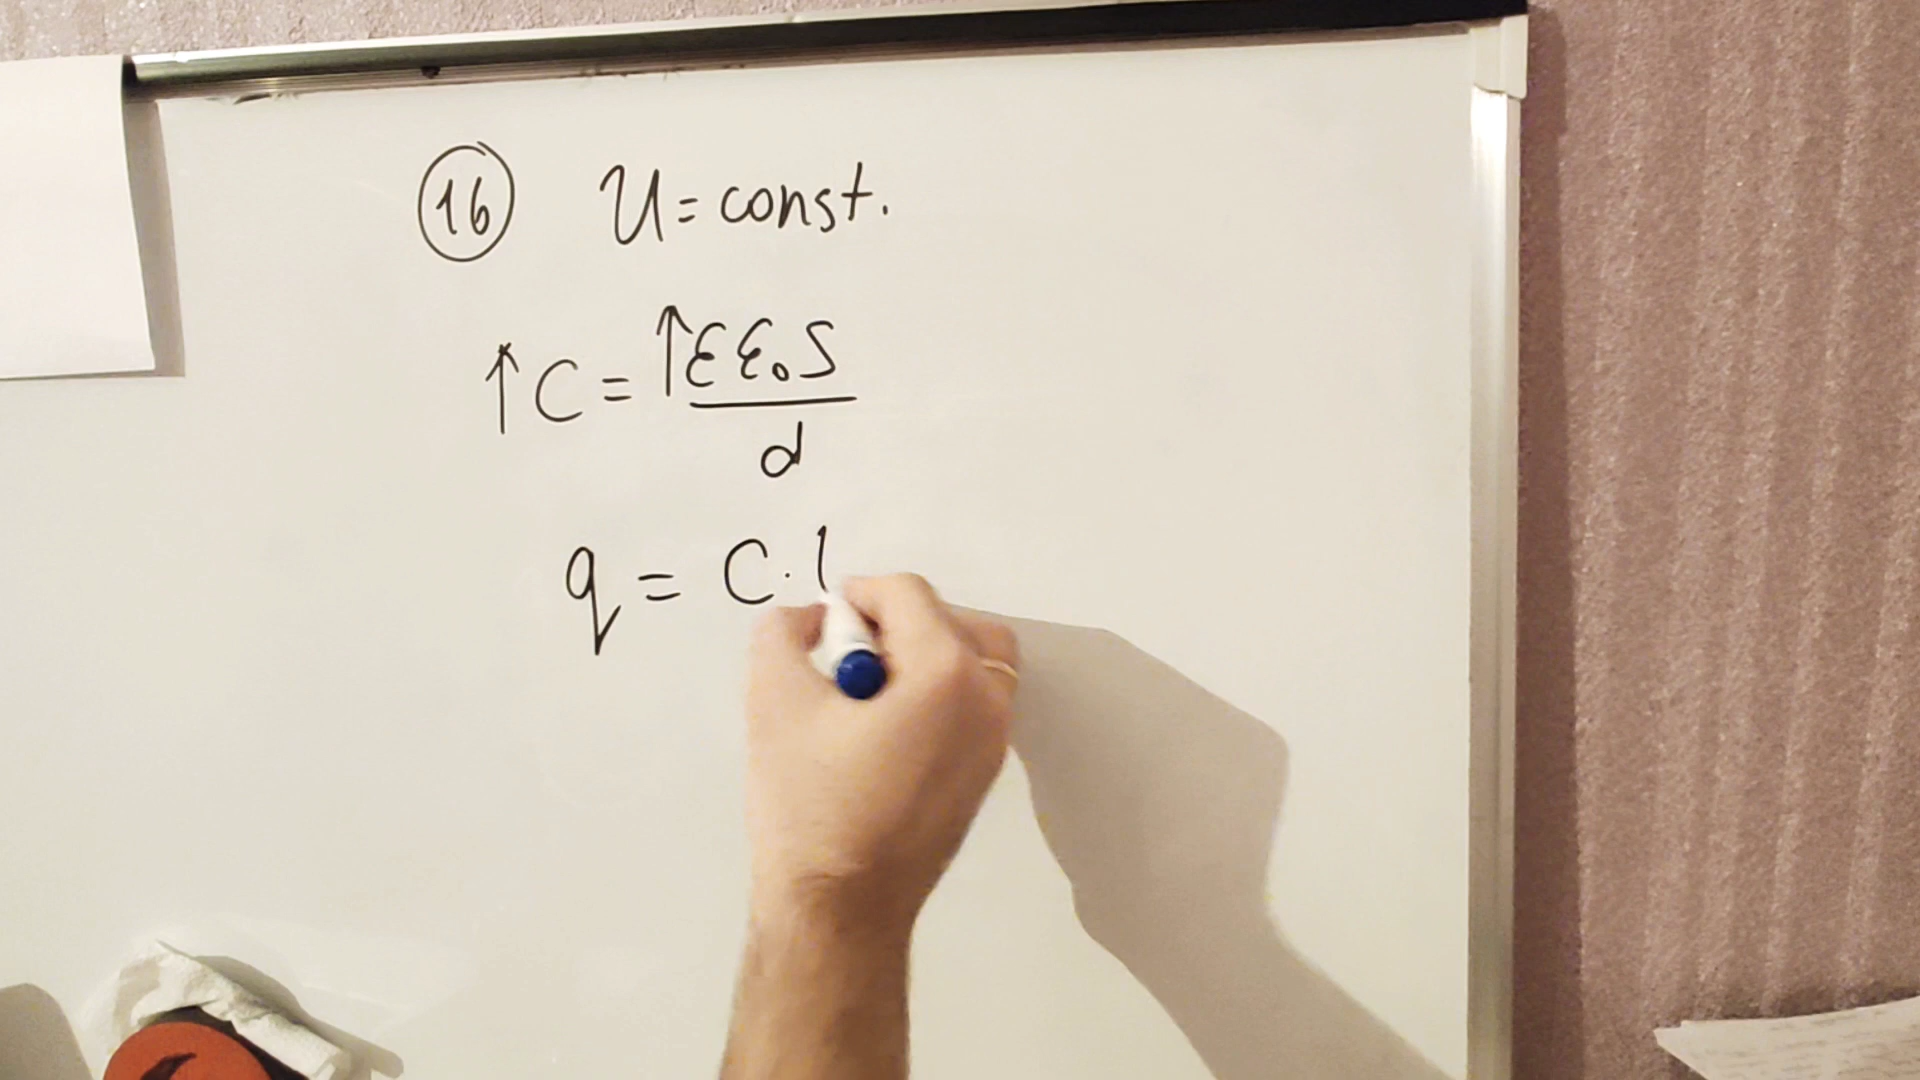 16 U = const.
↑C = ↑εε₀S / d
q = C ·